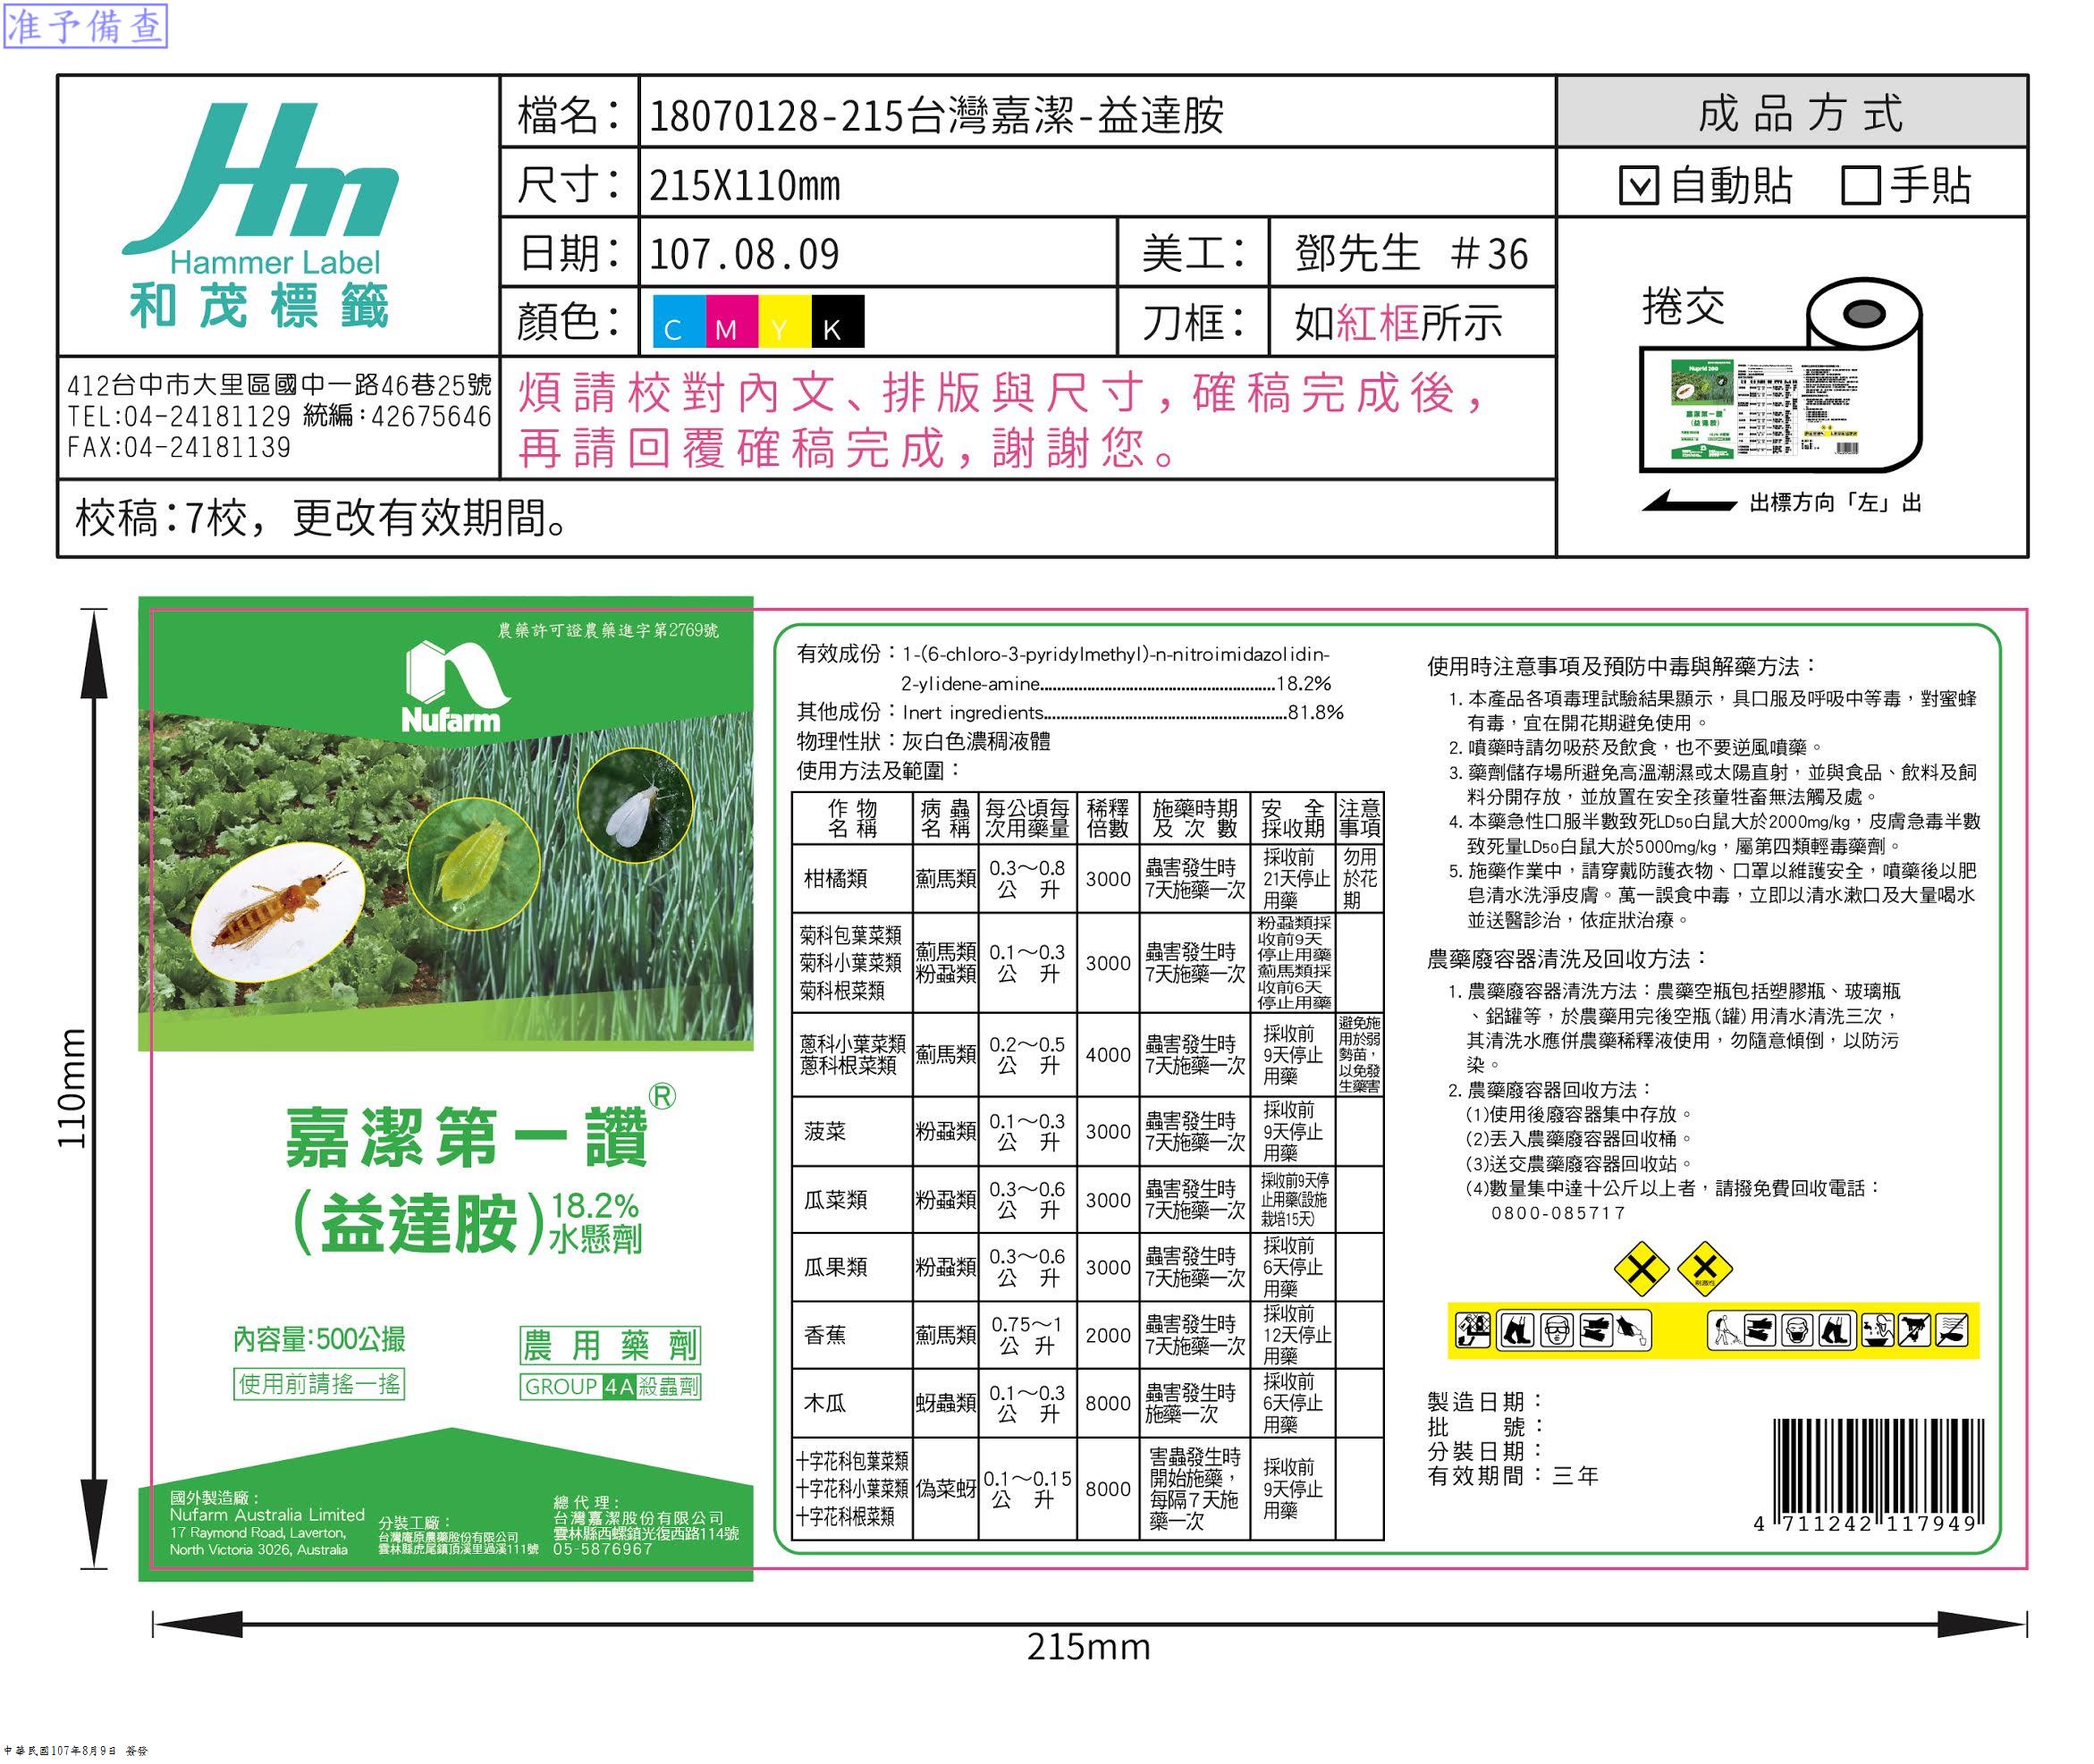 准予備查
Hm
Hammer Label
和茂標籤
檔名：18070128-215台灣嘉潔-益達胺
尺寸：215X110mm
日期：107.08.09
美工：鄧先生 ＃36
顏色：C M Y K
刀框：如紅框所示
成品方式
自動貼 手貼
捲交
出標方向「左」出
412台中市大里區國中一路46巷25號
TEL:04-24181129 統編：42675646
FAX:04-24181139
煩請校對內文、排版與尺寸，確稿完成後，
再請回覆確稿完成，謝謝您。
校稿：7校，更改有效期間。
110mm
農藥許可證農藥進字第2769號
Nufarm
嘉潔第一讚®
(益達胺)18.2%
水懸劑
內容量：500公撮
使用前請搖一搖
農用藥劑
GROUP 4A 殺蟲劑
國外製造廠：
Nufarm Australia Limited
17 Raymond Road, Laverton,
North Victoria 3026, Australia
分裝工廠：
台灣庵原農藥股份有限公司
雲林縣虎尾鎮頂溪里過溪111號
總代理：
台灣嘉潔股份有限公司
雲林縣西螺鎮光復西路114號
05-5876967
有效成份：1-(6-chloro-3-pyridylmethyl)-n-nitroimidazolidin-
2-ylidene-amine...18.2%
其他成份：Inert ingredients...81.8%
物理性狀：灰白色濃稠液體
使用方法及範圍：
作物名稱 病蟲名稱 每公頃每次用藥量 稀釋倍數 施藥時期及次數 安全採收期 注意事項
柑橘類 薊馬類 0.3～0.8公升 3000 蟲害發生時7天施藥一次 採收前21天停止用藥 勿用於花期
菊科包葉菜類 菊科小葉菜類 菊科根菜類 薊馬類 粉蝨類 0.1～0.3公升 3000 蟲害發生時7天施藥一次 粉蝨類採收前9天停止用藥 薊馬類採收前6天停止用藥
蔥科小葉菜類 蔥科根菜類 薊馬類 0.2～0.5公升 4000 蟲害發生時7天施藥一次 採收前9天停止用藥 避免施用於弱勢苗，以免發生藥害
菠菜 粉蝨類 0.1～0.3公升 3000 蟲害發生時7天施藥一次 採收前9天停止用藥
瓜菜類 粉蝨類 0.3～0.6公升 3000 蟲害發生時7天施藥一次 採收前9天停止用藥(設施栽培15天)
瓜果類 粉蝨類 0.3～0.6公升 3000 蟲害發生時7天施藥一次 採收前6天停止用藥
香蕉 薊馬類 0.75～1公升 2000 蟲害發生時7天施藥一次 採收前12天停止用藥
木瓜 蚜蟲類 0.1～0.3公升 8000 蟲害發生時施藥一次 採收前6天停止用藥
十字花科包葉菜類 十字花科小葉菜類 十字花科根菜類 偽菜蚜 0.1～0.15公升 8000 害蟲發生時開始施藥，每隔7天施藥一次 採收前9天停止用藥
使用時注意事項及預防中毒與解藥方法：
1. 本產品各項毒理試驗結果顯示，具口服及呼吸中等毒，對蜜蜂
有毒，宜在開花期避免使用。
2. 噴藥時請勿吸菸及飲食，也不要逆風噴藥。
3. 藥劑儲存場所避免高溫潮濕或太陽直射，並與食品、飲料及飼
料分開存放，並放置在安全孩童牲畜無法觸及處。
4. 本藥急性口服半數致死LD50白鼠大於2000mg/kg，皮膚急毒半數
致死量LD50白鼠大於5000mg/kg，屬第四類輕毒藥劑。
5. 施藥作業中，請穿戴防護衣物、口罩以維護安全，噴藥後以肥
皂清水洗淨皮膚。萬一誤食中毒，立即以清水漱口及大量喝水
並送醫診治，依症狀治療。
農藥廢容器清洗及回收方法：
1. 農藥廢容器清洗方法：農藥空瓶包括塑膠瓶、玻璃瓶
、鋁罐等，於農藥用完後空瓶(罐)用清水清洗三次，
其清洗水應併農藥稀釋液使用，勿隨意傾倒，以防污
染。
2. 農藥廢容器回收方法：
(1)使用後廢容器集中存放。
(2)丟入農藥廢容器回收桶。
(3)送交農藥廢容器回收站。
(4)數量集中達十公斤以上者，請撥免費回收電話：
0800-085717
刺激性
製造日期：
批號：
分裝日期：
有效期間：三年
4 711242 117949
215mm
中華民國107年8月9日 簽發